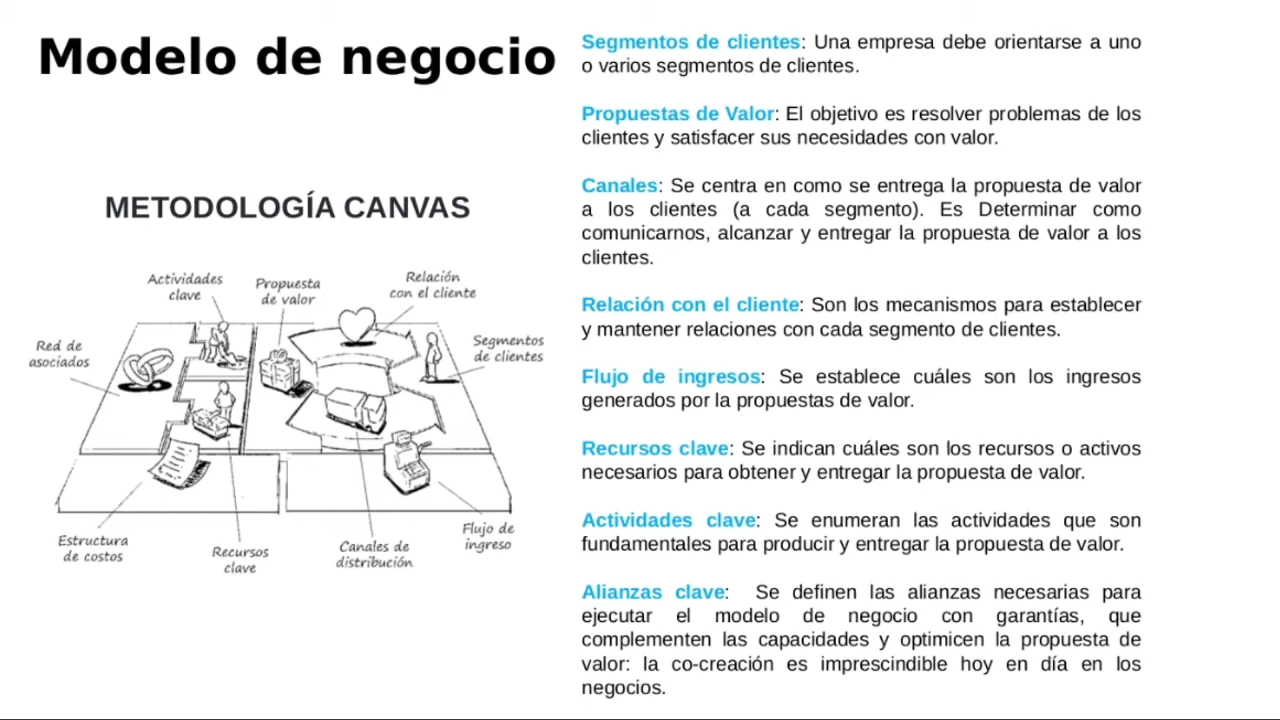 Modelo de negocio
METODOLOGÍA CANVAS
Actividades
clave
Propuesta
de valor
Relación
con el cliente
Red de
asociados
Segmentos
de clientes
Estructura
de costos
Recursos
clave
Canales de
distribución
Flujo de
ingreso
Segmentos de clientes: Una empresa debe orientarse a uno
o varios segmentos de clientes.
Propuestas de Valor: El objetivo es resolver problemas de los
clientes y satisfacer sus necesidades con valor.
Canales: Se centra en como se entrega la propuesta de valor
a los clientes (a cada segmento). Es Determinar como
comunicarnos, alcanzar y entregar la propuesta de valor a los
clientes.
Relación con el cliente: Son los mecanismos para establecer
y mantener relaciones con cada segmento de clientes.
Flujo de ingresos: Se establece cuáles son los ingresos
generados por la propuestas de valor.
Recursos clave: Se indican cuáles son los recursos o activos
necesarios para obtener y entregar la propuesta de valor.
Actividades clave: Se enumeran las actividades que son
fundamentales para producir y entregar la propuesta de valor.
Alianzas clave: Se definen las alianzas necesarias para
ejecutar el modelo de negocio con garantías, que
complementen las capacidades y optimicen la propuesta de
valor: la co-creación es imprescindible hoy en día en los
negocios.